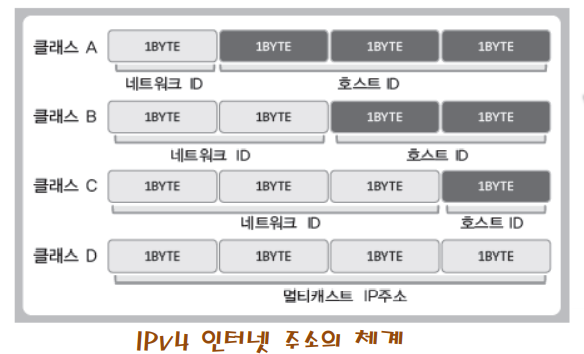 클래스 A 1BYTE 1BYTE 1BYTE 1BYTE
네트워크 ID 호스트 ID
클래스 B 1BYTE 1BYTE 1BYTE 1BYTE
네트워크 ID 호스트 ID
클래스 C 1BYTE 1BYTE 1BYTE 1BYTE
네트워크 ID 호스트 ID
클래스 D 1BYTE 1BYTE 1BYTE 1BYTE
멀티캐스트 IP주소
IPv4 인터넷 주소의 체계